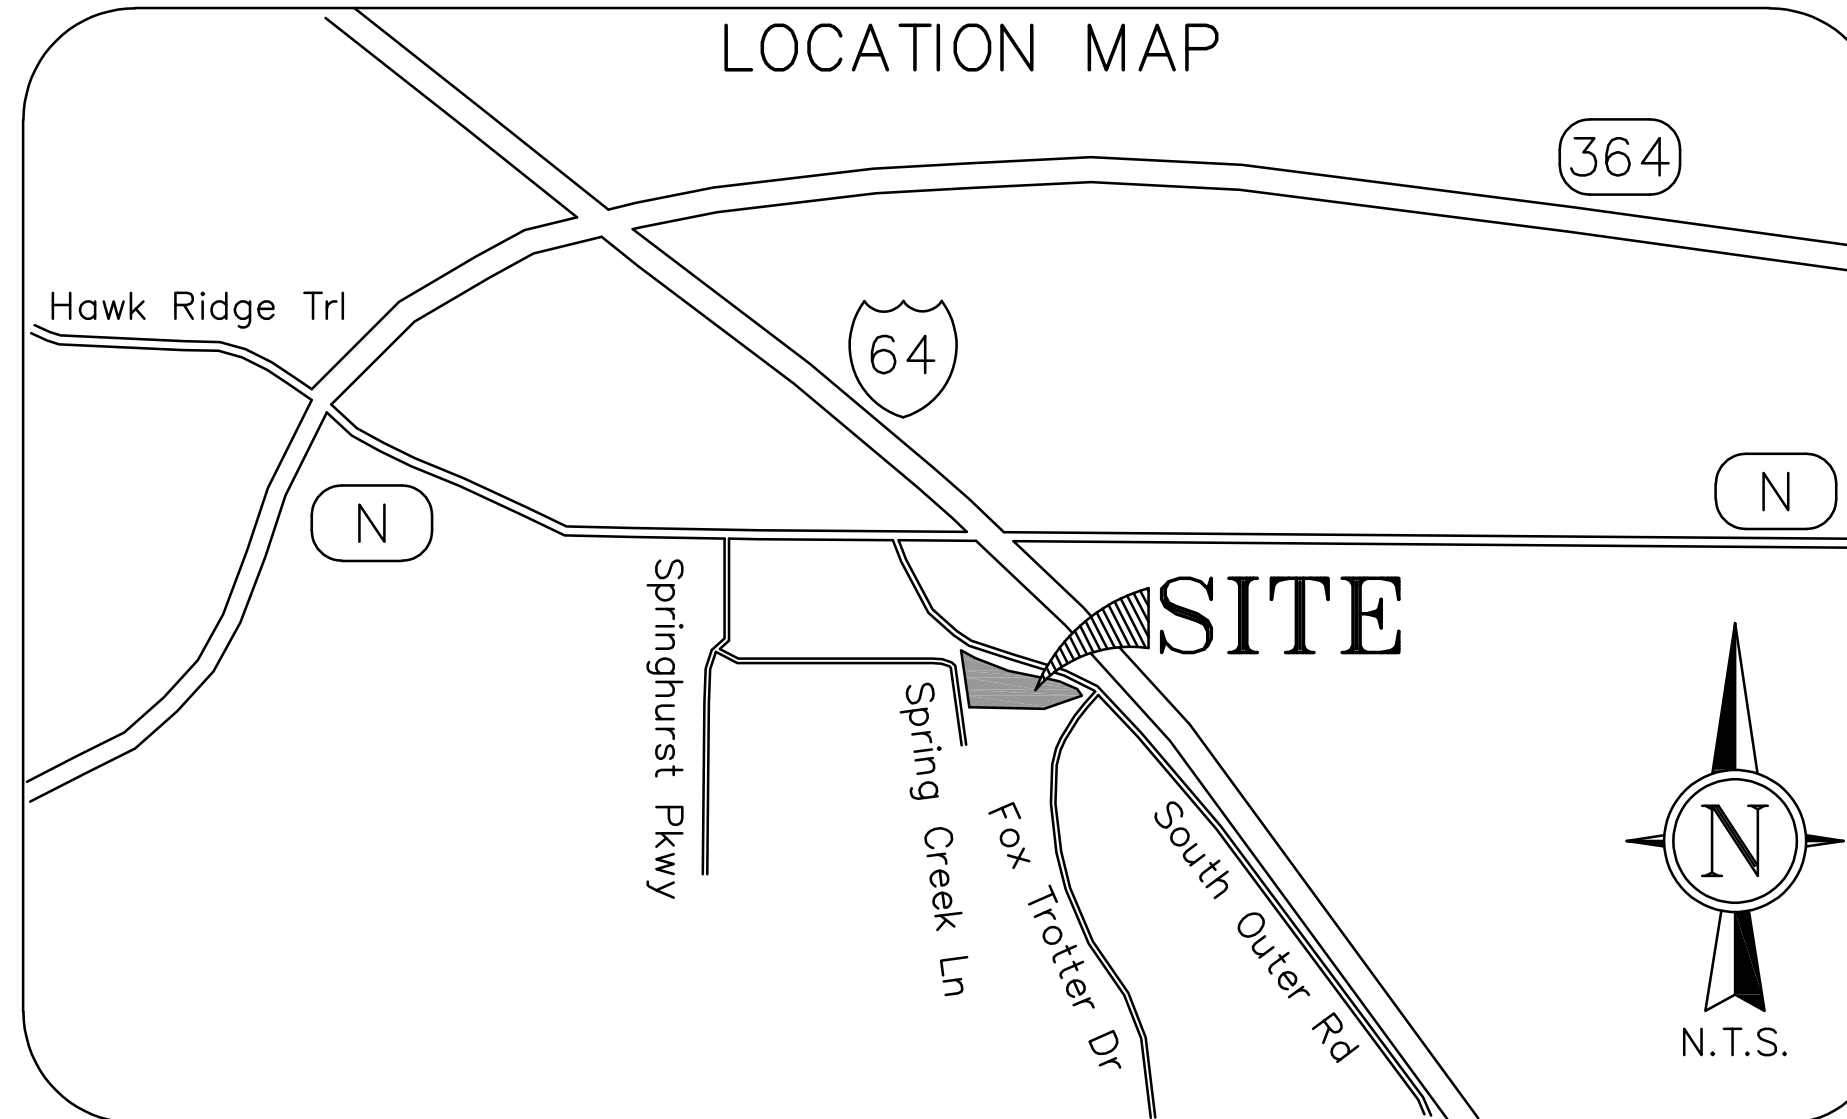 LOCATION MAP
364
Hawk Ridge Trl
64
N
N
SITE
Springhurst Pkwy
Spring Creek Ln
Fox Trotter Dr
South Outer Rd
N
N.T.S.